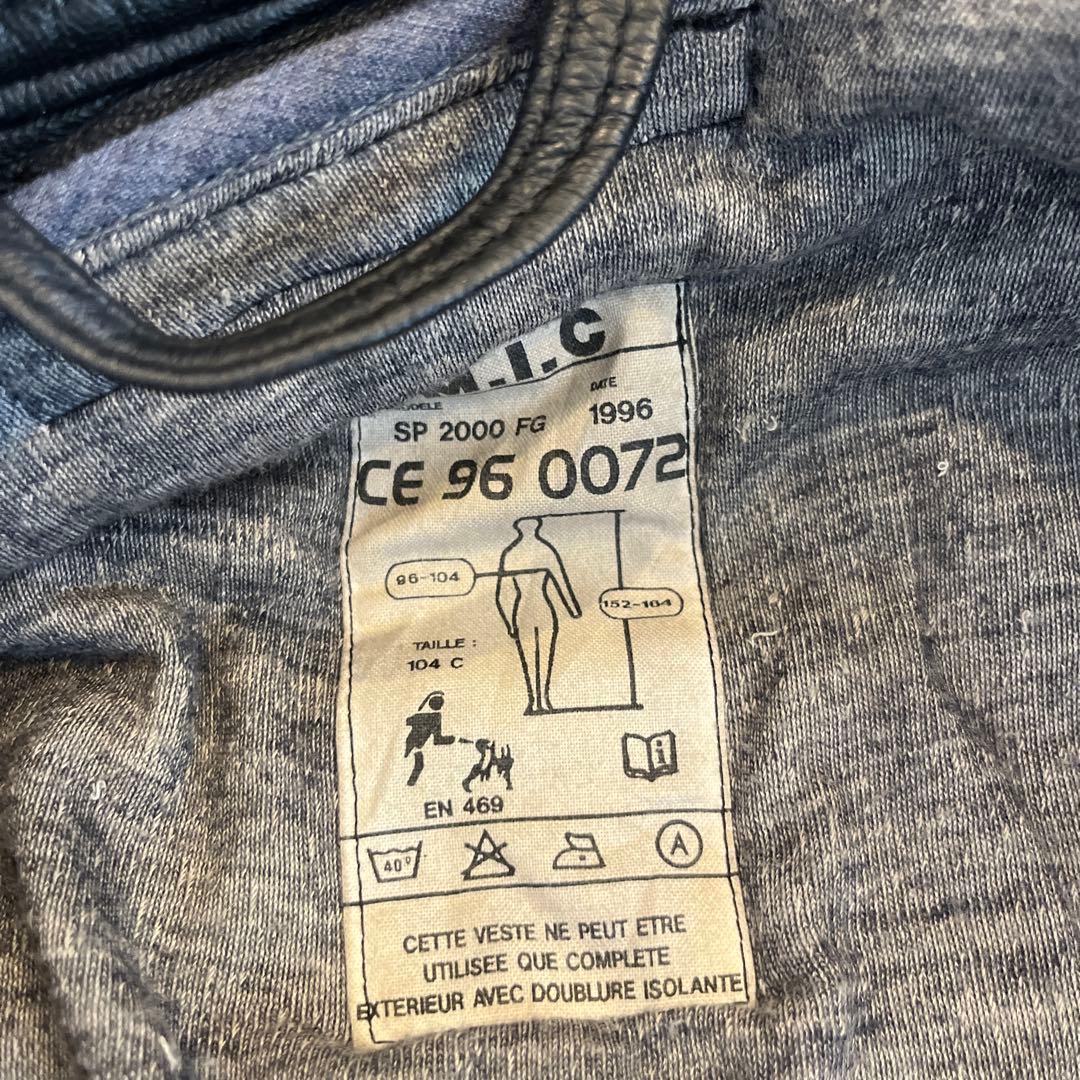 M.I.C
DATE
SP 2000 FG 1996
CE 96 0072
96-104
152-164
TAILLE :
104 C
i
EN 469
40° A
CETTE VESTE NE PEUT ETRE
UTILISEE QUE COMPLETE
EXTERIEUR AVEC DOUBLURE ISOLANTE